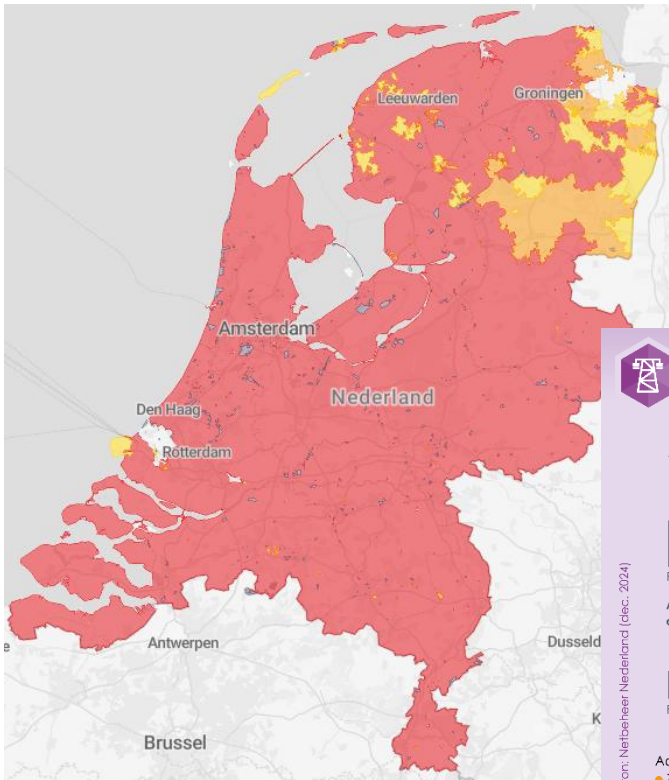 Leeuwarden
Groningen
Amsterdam
Nederland
Den Haag
Rotterdam
Antwerpen
Dusseld
Brussel
K
on: Netbeheer Nederland (dec. 2024)